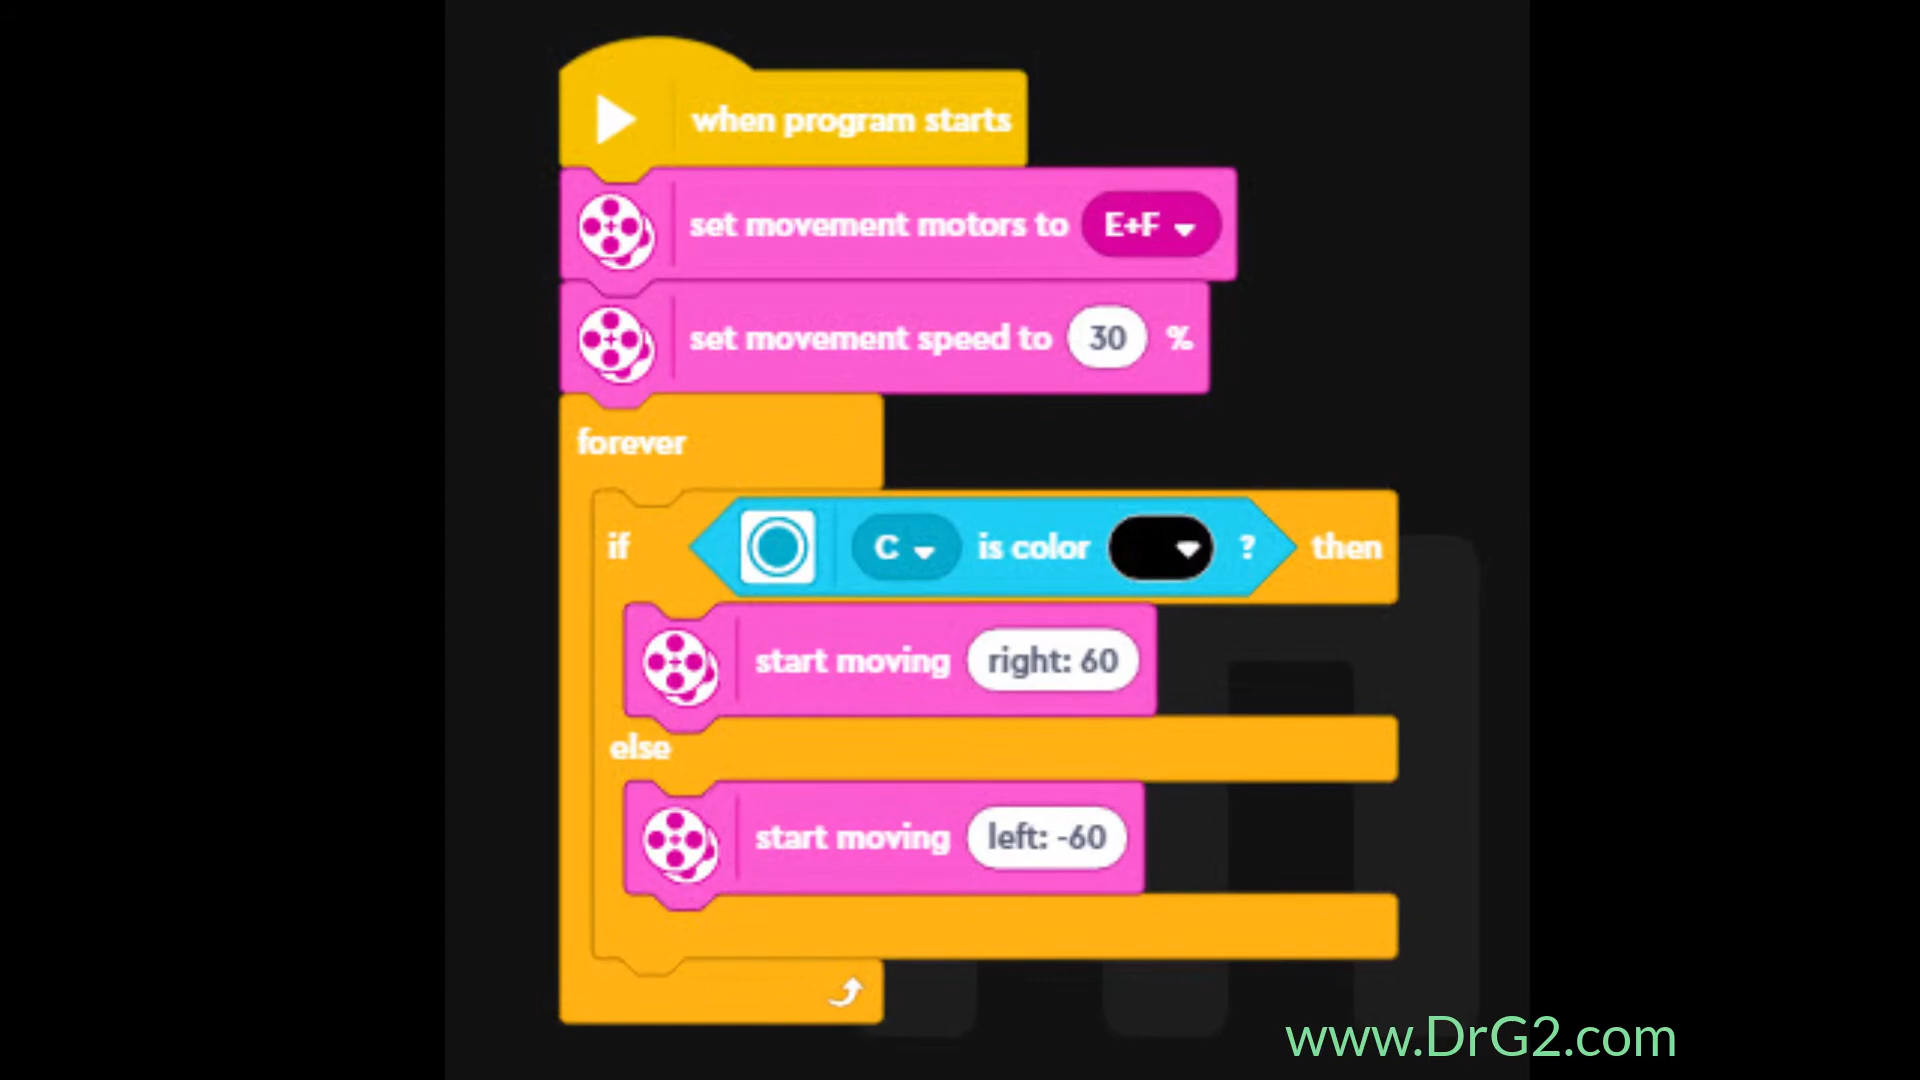 when program starts
set movement motors to E+F
set movement speed to 30 %
forever
if C is color ? then
start moving right: 60
else
start moving left: -60
www.DrG2.com